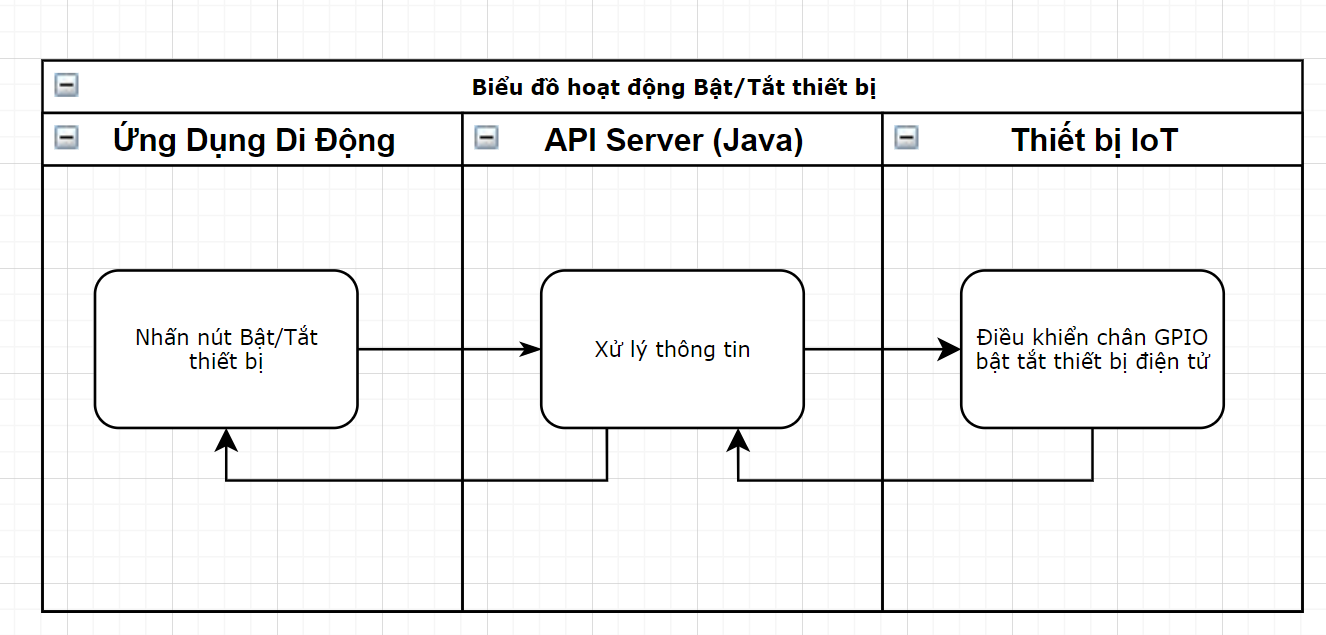 Biểu đồ hoạt động Bật/Tắt thiết bị
Ứng Dụng Di Động
API Server (Java)
Thiết bị IoT
Nhấn nút Bật/Tắt
thiết bị
Xử lý thông tin
Điều khiển chân GPIO
bật tắt thiết bị điện tử